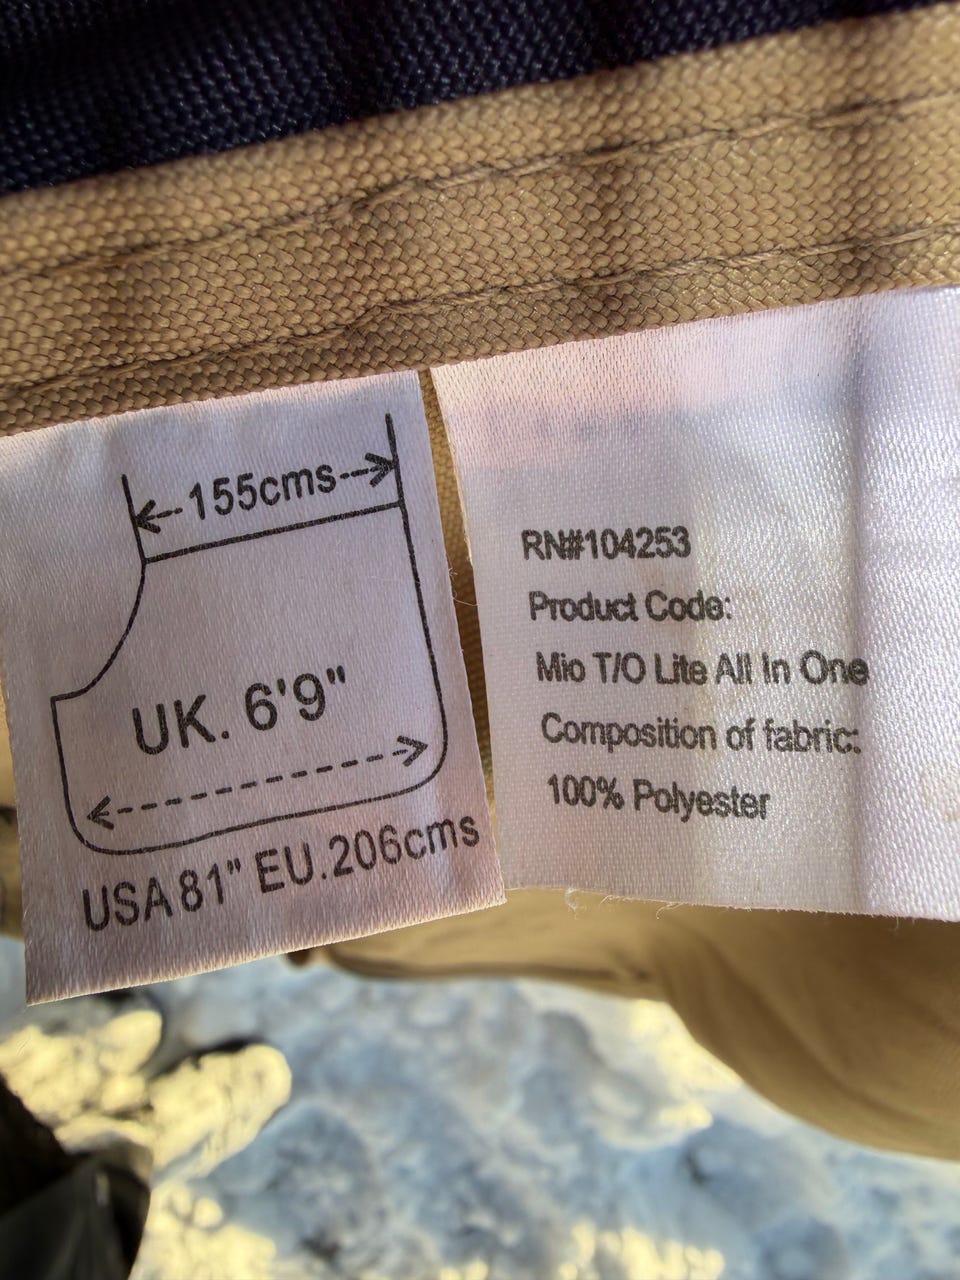 155cms
UK. 6'9"
USA 81" EU. 206cms
RN#104253
Product Code:
Mio T/O Lite All In One
Composition of fabric:
100% Polyester